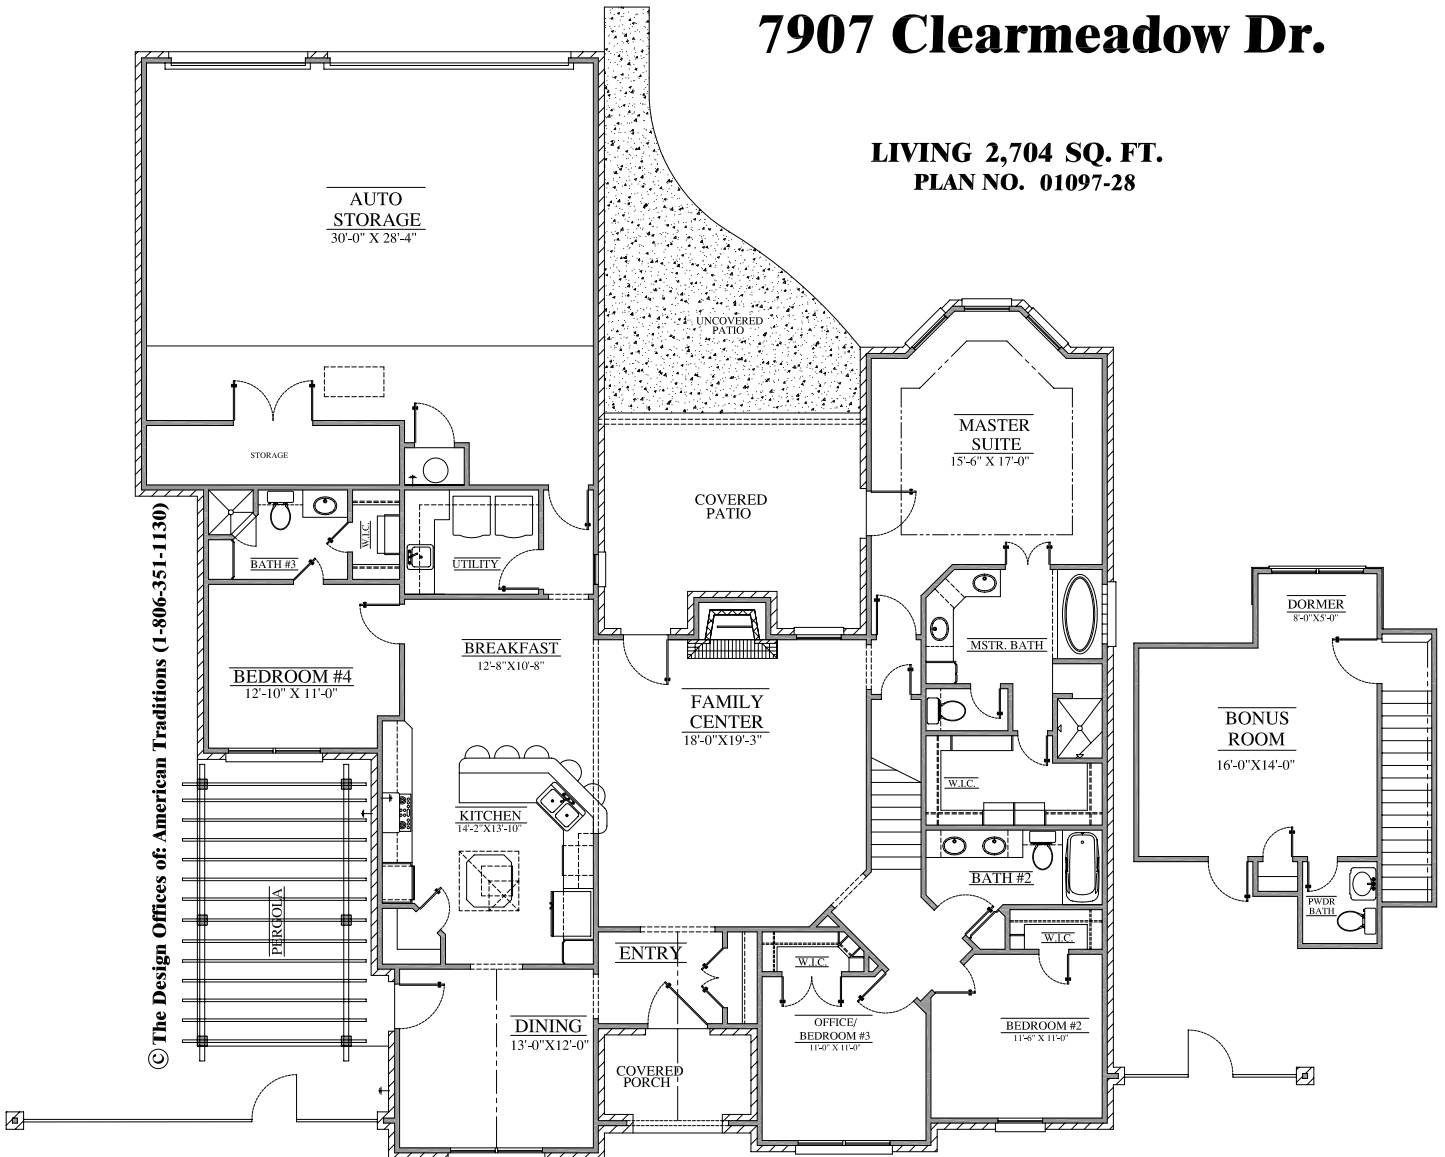 7907 Clearmeadow Dr.
LIVING 2,704 SQ. FT.
PLAN NO. 01097-28
AUTO
STORAGE
30'-0" X 28'-4"
UNCOVERED
PATIO
STORAGE
MASTER
SUITE
15'-6" X 17'-0"
COVERED
PATIO
W.I.C.
BATH #3
UTILITY
BREAKFAST
12'-8"X10'-8"
BEDROOM #4
12'-10" X 11'-0"
MSTR. BATH
DORMER
8'-0"X5'-0"
FAMILY
CENTER
18'-0"X19'-3"
BONUS
ROOM
16'-0"X14'-0"
W.I.C.
KITCHEN
14'-2"X13'-10"
BATH #2
PWDR
BATH
PERGOLA
W.I.C.
ENTRY
W.I.C.
DINING
13'-0"X12'-0"
OFFICE/
BEDROOM #3
11'-0" X 11'-0"
BEDROOM #2
11'-6" X 11'-0"
COVERED
PORCH
© The Design Offices of: American Traditions (1-806-351-1130)